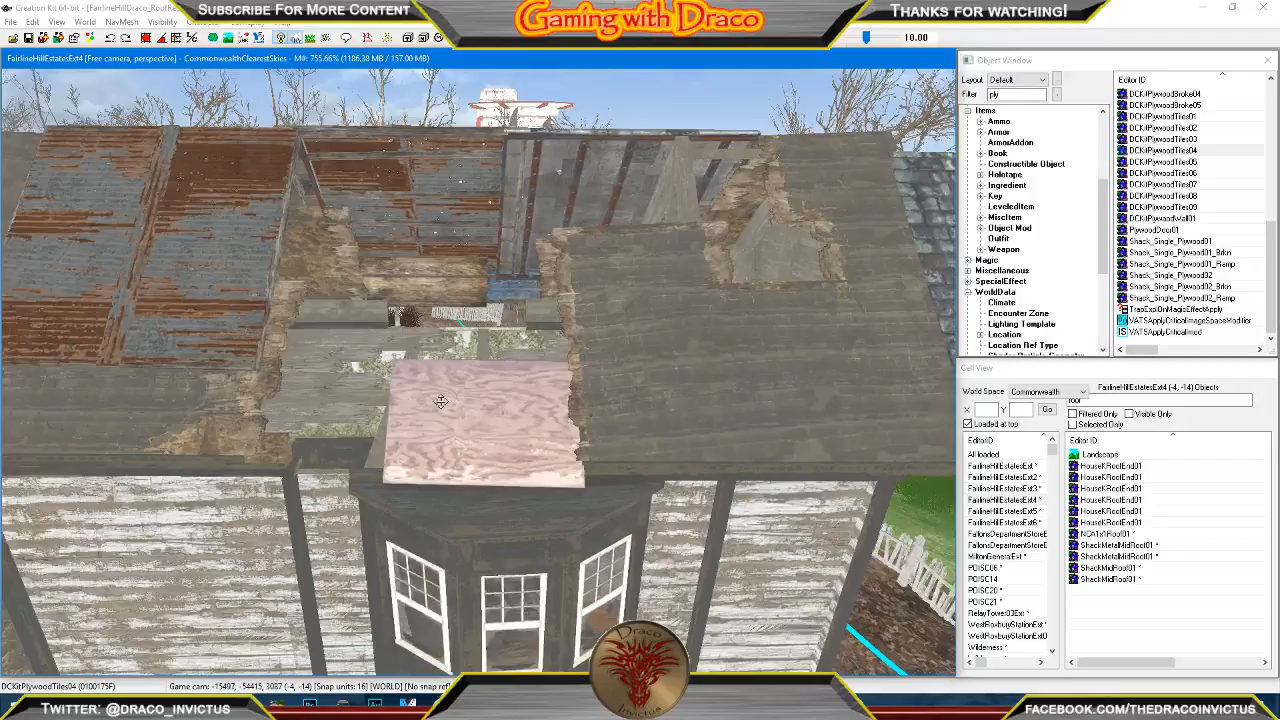 Creation Kit 64-bit - [FairlineHillDraco_RoofRe
SUBSCRIBE FOR MORE CONTENT
Gaming with Draco
THANKS FOR WATCHING!
File Edit View World NavMesh Visibility
10.00
FairlineHillEstatesExt4 [Free camera, perspective] - CommonwealthClearestSkies - M#: 755.66% (1186.38 MB / 157.00 MB)
Object Window
Layout Default
Filter ply
Items
Ammo
Armor
ArmorAddon
Book
Constructible Object
Holotape
Ingredient
Key
LeveledItem
MiscItem
Object Mod
Outfit
Weapon
Magic
Miscellaneous
SpecialEffect
WorldData
Climate
Encounter Zone
Lighting Template
Location
Location Ref Type
Editor ID
DCKitPlywoodBroke04
DCKitPlywoodBroke05
DCKitPlywoodTiles01
DCKitPlywoodTiles02
DCKitPlywoodTiles03
DCKitPlywoodTiles04
DCKitPlywoodTiles05
DCKitPlywoodTiles06
DCKitPlywoodTiles07
DCKitPlywoodTiles08
DCKitPlywoodTiles09
DCKitPlywoodWall01
PlywoodDoor01
Shack_Single_Plywood01
Shack_Single_Plywood01_Brkn
Shack_Single_Plywood01_Ramp
Shack_Single_Plywood02
Shack_Single_Plywood02_Brkn
Shack_Single_Plywood02_Ramp
TrapExplOnMagicEffectApply
VATSApplyCriticalImageSpaceModifier
VATSApplyCriticalmod
Cell View
World Space Commonwealth
FairlineHillEstatesExt4 (-4, -14) Objects
X Y Go
roof
Filtered Only Visible Only
Loaded at top
Selected Only
EditorID
All loaded
FairlineHillEstatesExt *
FairlineHillEstatesExt2
FairlineHillEstatesExt3 *
FairlineHillEstatesExt4 *
FairlineHillEstatesExt5 *
FairlineHillEstatesExt6 *
FallonsDepartmentStoreE
FallonsDepartmentStoreE
MiltonGeneralExt *
POISC06 *
POISC14
POISC20 *
POISC21 *
RelayTower03Ext *
WestRoxburyStationExt *
WestRoxburyStationExt0
Wilderness *
Editor ID
Landscape
HouseKRoofEnd01
HouseKRoofEnd01
HouseKRoofEnd01
HouseKRoofEnd01
HouseKRoofEnd01
HouseKRoofEnd01
NDA1x1Roof01 *
ShackMetalMidRoof01 *
ShackMetalMidRoof01 *
ShackMidRoof01 *
ShackMidRoof01 *
DCKitPlywoodTiles04 (0100175F)
Game cam: -15497, -54415, 3087 (-4, -14) [Snap units: 16] [WORLD] [No snap ref
Draco
Invictus
TWITTER: @DRACO_INVICTUS
FACEBOOK.COM/THEDRACOINVICTUS